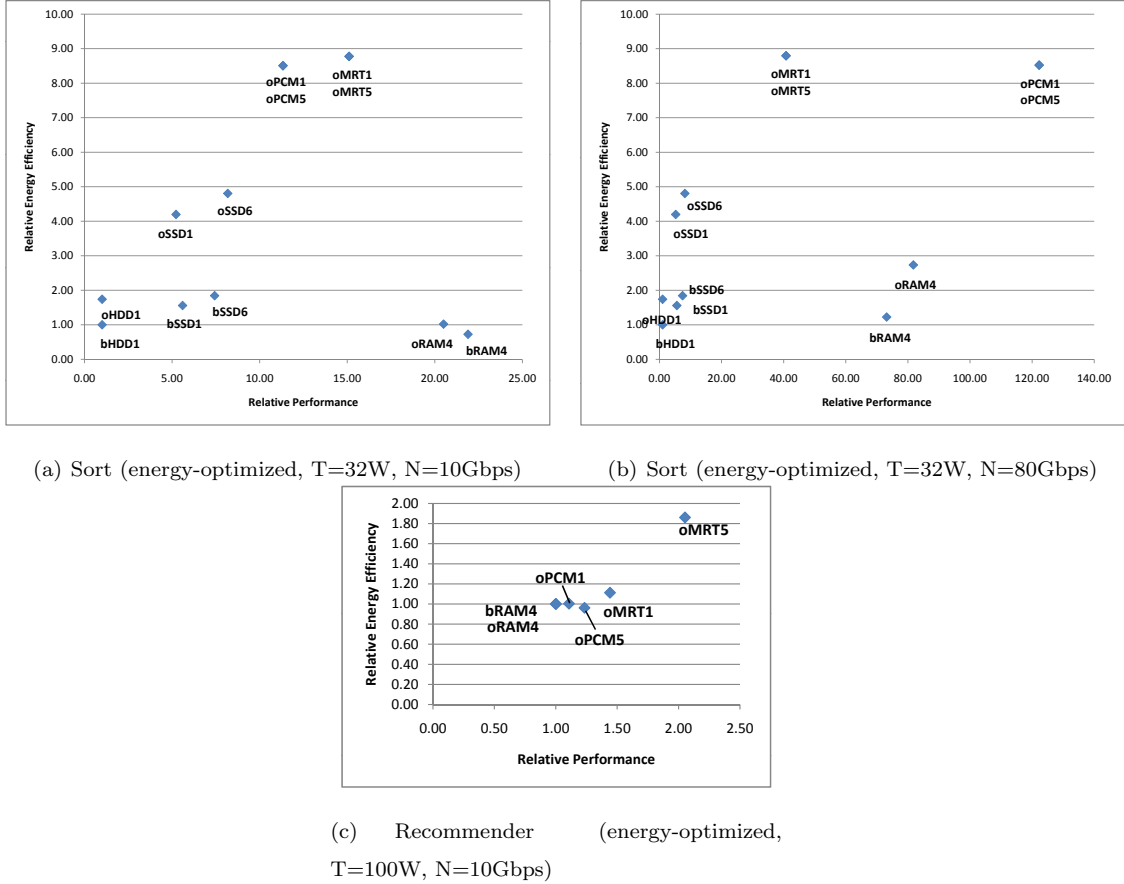 10.00
9.00
8.00
7.00
6.00
5.00
4.00
3.00
2.00
1.00
0.00
Relative Energy Efficiency
oPCM1
oPCM5
oMRT1
oMRT5
oSSD6
oSSD1
oHDD1
bHDD1
bSSD1
bSSD6
oRAM4
bRAM4
0.00 5.00 10.00 15.00 20.00 25.00
Relative Performance
(a) Sort (energy-optimized, T=32W, N=10Gbps)
10.00
9.00
8.00
7.00
6.00
5.00
4.00
3.00
2.00
1.00
0.00
Relative Energy Efficiency
oMRT1
oMRT5
oPCM1
oPCM5
oSSD6
oSSD1
bSSD6
oHDD1
bSSD1
bHDD1
oRAM4
bRAM4
0.00 20.00 40.00 60.00 80.00 100.00 120.00 140.00
Relative Performance
(b) Sort (energy-optimized, T=32W, N=80Gbps)
2.00
1.80
1.60
1.40
1.20
1.00
0.80
0.60
0.40
0.20
0.00
Relative Energy Efficiency
oMRT5
oPCM1
bRAM4
oRAM4
oMRT1
oPCM5
0.00 0.50 1.00 1.50 2.00 2.50
Relative Performance
(c) Recommender (energy-optimized,
T=100W, N=10Gbps)